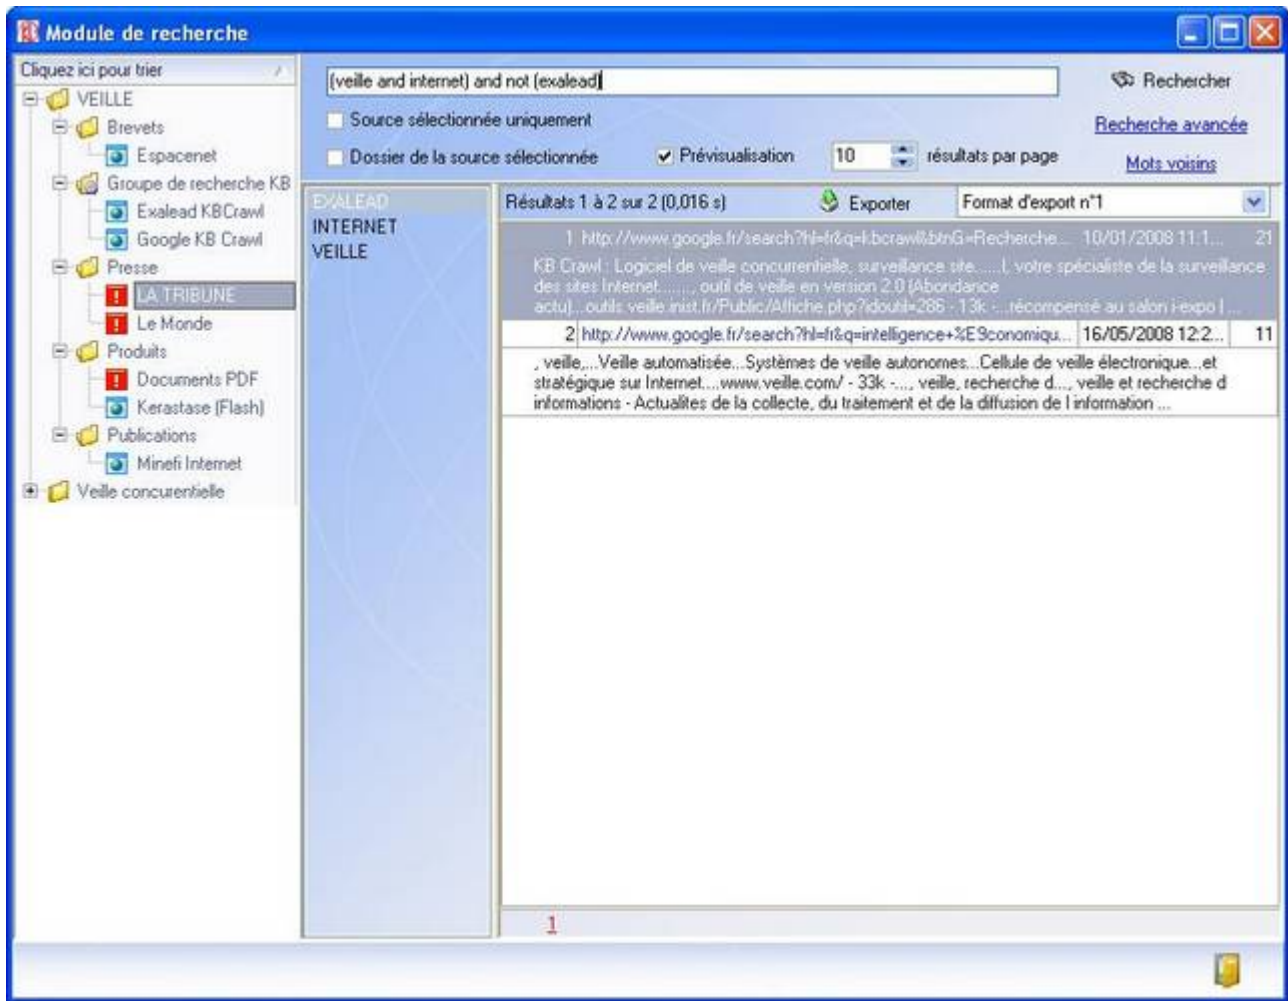 Module de recherche
Cliquez ici pour trier
VEILLE
Brevets
Espacenet
Groupe de recherche KB
Exalead KBCrawl
Google KB Crawl
Presse
LA TRIBUNE
Le Monde
Produits
Documents PDF
Kerastase (Flash)
Publications
Minefi Internet
Veille concurentielle
(veille and internet) and not (exalead)
Rechercher
Source sélectionnée uniquement
Recherche avancée
Dossier de la source sélectionnée
Prévisualisation
10
résultats par page
Mots voisins
EXALEAD
INTERNET
VEILLE
Résultats 1 à 2 sur 2 (0,016 s)
Exporter
Format d'export n°1
1 http://www.google.fr/search?hl=fr&q=kbcrawl&btnG=Recherche... 10/01/2008 11:1... 21
KB Crawl : Logiciel de veille concurrentielle, surveillance site......l, votre spécialiste de la surveillance
des sites Internet......., outil de veille en version 2.0 (Abondance
actu)...outils.veille.inist.fr/Public/Affiche.php?idoutil=286 - 13k -...récompensé au salon i-expo | ...
2 http://www.google.fr/search?hl=fr&q=intelligence+%E9conomiqu... 16/05/2008 12:2... 11
, veille,...Veille automatisée...Systèmes de veille autonomes...Cellule de veille électronique...et
stratégique sur Internet....www.veille.com/ - 33k -..., veille, recherche d..., veille et recherche d
informations - Actualites de la collecte, du traitement et de la diffusion de l information ...
1